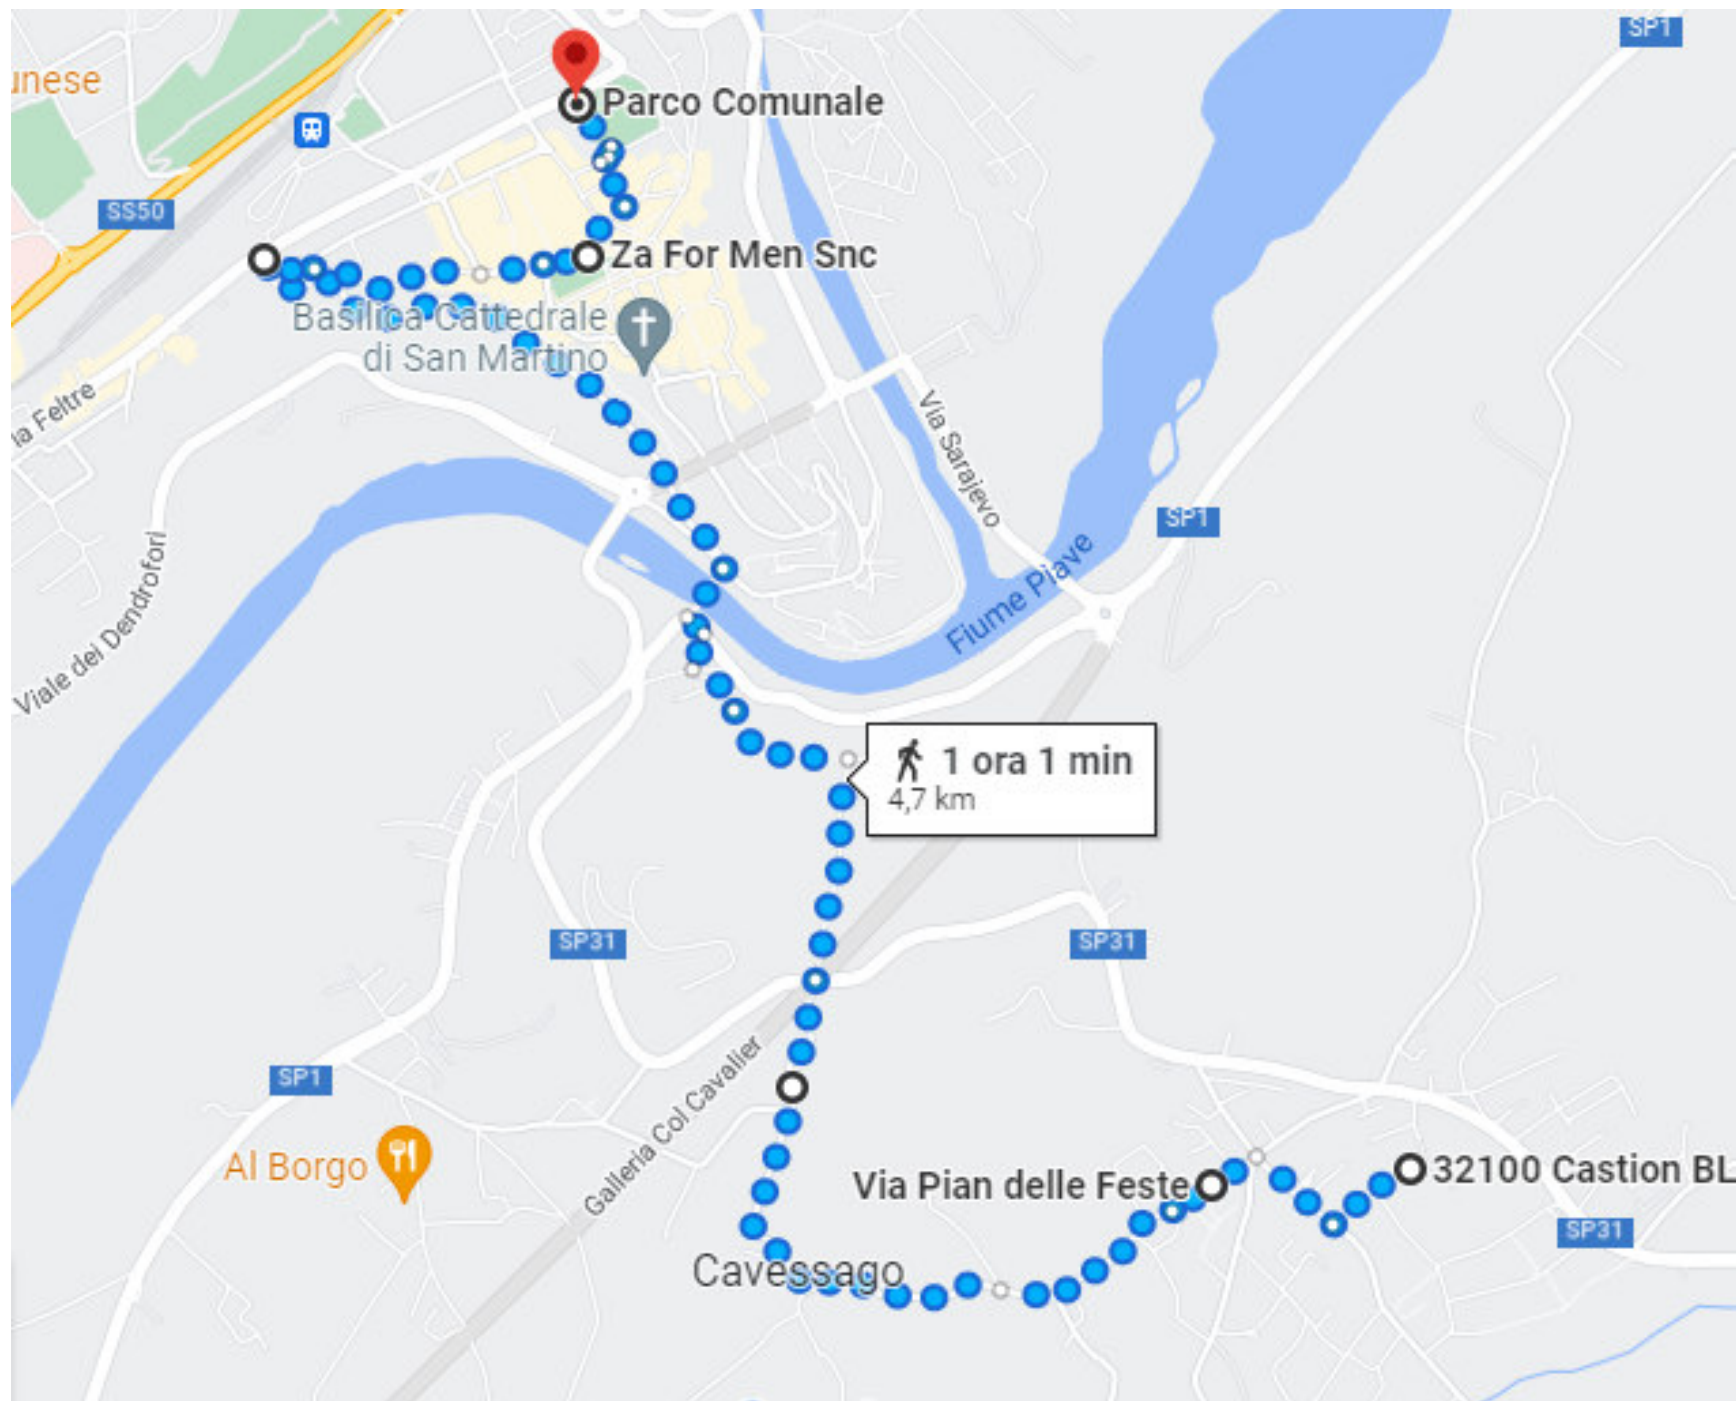 SP1
unese
Parco Comunale
SS50
Za For Men Snc
Basilica Cattedrale
di San Martino
ia Feltre
Via Sarajevo
SP1
Fiume Piave
Viale dei Dendrofori
1 ora 1 min
4,7 km
SP31
SP31
SP1
Galleria Col Cavalier
Al Borgo
Via Pian delle Feste
32100 Castion BL
SP31
Cavessago